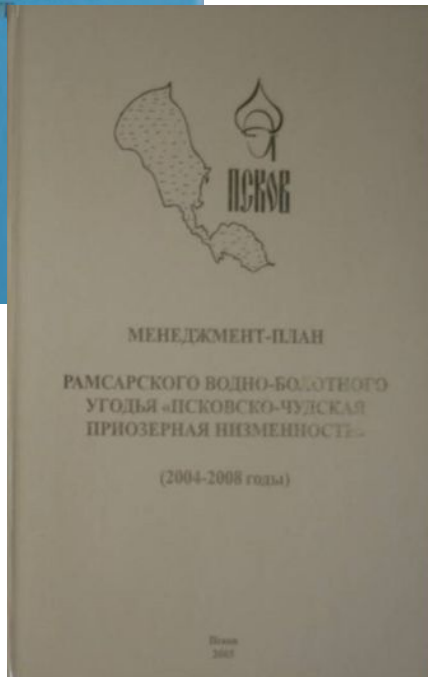 ПСКОВ
МЕНЕДЖМЕНТ-ПЛАН
РАМСАРСКОГО ВОДНО-БОЛОТНОГО
УГОДЬЯ «ПСКОВСКО-ЧУДСКАЯ
ПРИОЗЕРНАЯ НИЗМЕННОСТЬ»
(2004-2008 годы)
Псков